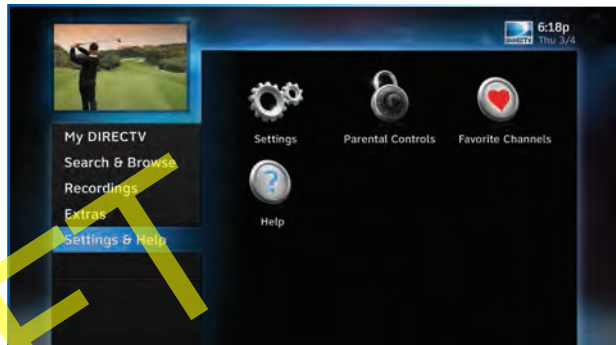 6:18p
DIRECTV Thu 3/4
My DIRECTV
Search & Browse
Recordings
Extras
Settings & Help
Settings
Parental Controls
Favorite Channels
?
Help
ET